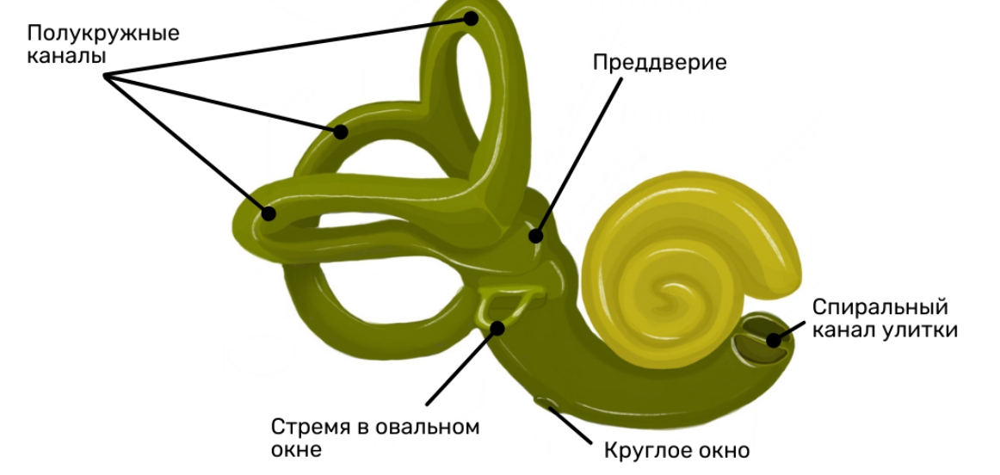 Полукружные
каналы
Преддверие
Спиральный
канал улитки
Стремя в овальном
окне
Круглое окно